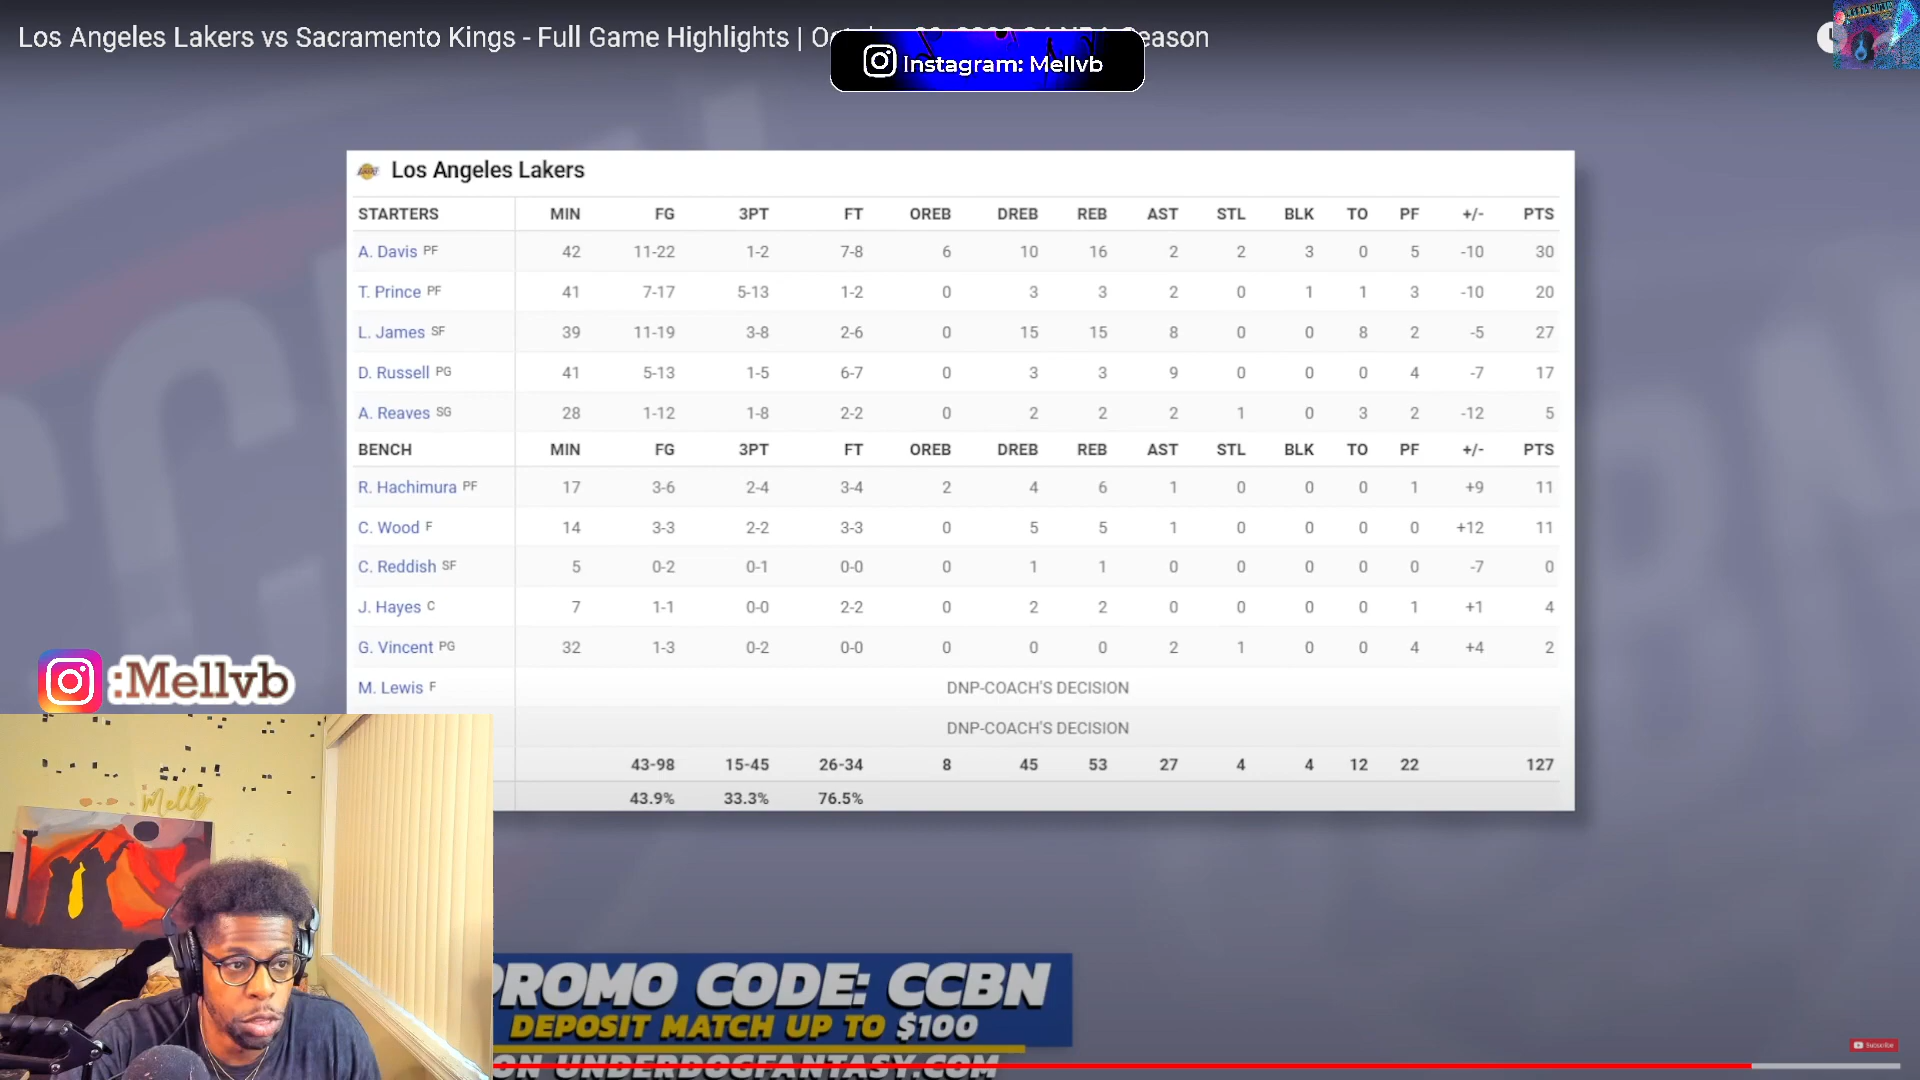 Los Angeles Lakers vs Sacramento Kings - Full Game Highlights | Season
Instagram: Mellvb
Los Angeles Lakers
STARTERS MIN FG 3PT FT OREB DREB REB AST STL BLK TO PF +/- PTS
A. Davis PF 42 11-22 1-2 7-8 6 10 16 2 2 3 0 5 -10 30
T. Prince PF 41 7-17 5-13 1-2 0 3 3 2 0 1 1 3 -10 20
L. James SF 39 11-19 3-8 2-6 0 15 15 8 0 0 8 2 -5 27
D. Russell PG 41 5-13 1-5 6-7 0 3 3 9 0 0 0 4 -7 17
A. Reaves SG 28 1-12 1-8 2-2 0 2 2 2 1 0 3 2 -12 5
BENCH MIN FG 3PT FT OREB DREB REB AST STL BLK TO PF +/- PTS
R. Hachimura PF 17 3-6 2-4 3-4 2 4 6 1 0 0 0 1 +9 11
C. Wood F 14 3-3 2-2 3-3 0 5 5 1 0 0 0 0 +12 11
C. Reddish SF 5 0-2 0-1 0-0 0 1 1 0 0 0 0 0 -7 0
J. Hayes C 7 1-1 0-0 2-2 0 2 2 0 0 0 0 1 +1 4
G. Vincent PG 32 1-3 0-2 0-0 0 0 0 2 1 0 0 4 +4 2
M. Lewis F DNP-COACH'S DECISION
DNP-COACH'S DECISION
43-98 15-45 26-34 8 45 53 27 4 4 12 22 127
43.9% 33.3% 76.5%
:Mellvb
Melly
PROMO CODE: CCBN
DEPOSIT MATCH UP TO $100
ON UNDERDOGFANTASY.COM
Subscribe